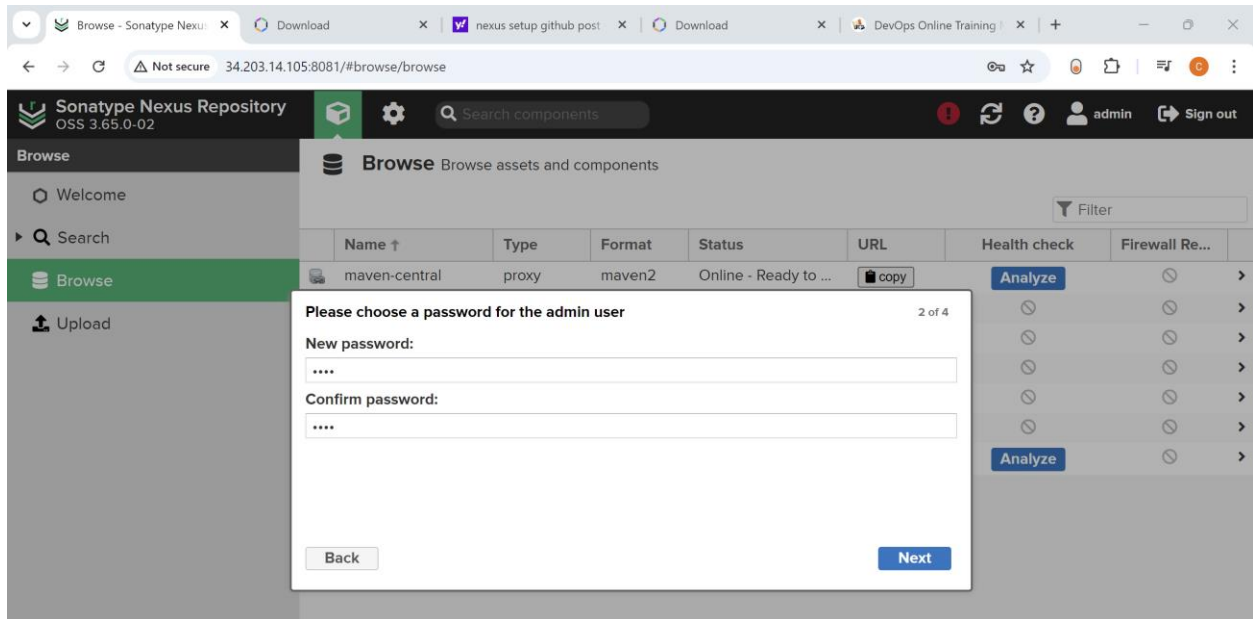 Browse - Sonatype Nexus
Download
nexus setup github post
Download
DevOps Online Training
Not secure 34.203.14.105:8081/#browse/browse
C
Sonatype Nexus Repository
OSS 3.65.0-02
Search components
admin
Sign out
Browse
Browse Browse assets and components
Welcome
Filter
Search
Name Type Format Status URL Health check Firewall Re...
Browse
maven-central proxy maven2 Online - Ready to ... copy Analyze
Upload
Please choose a password for the admin user 2 of 4
New password:
••••
Confirm password:
••••
Analyze
Back Next